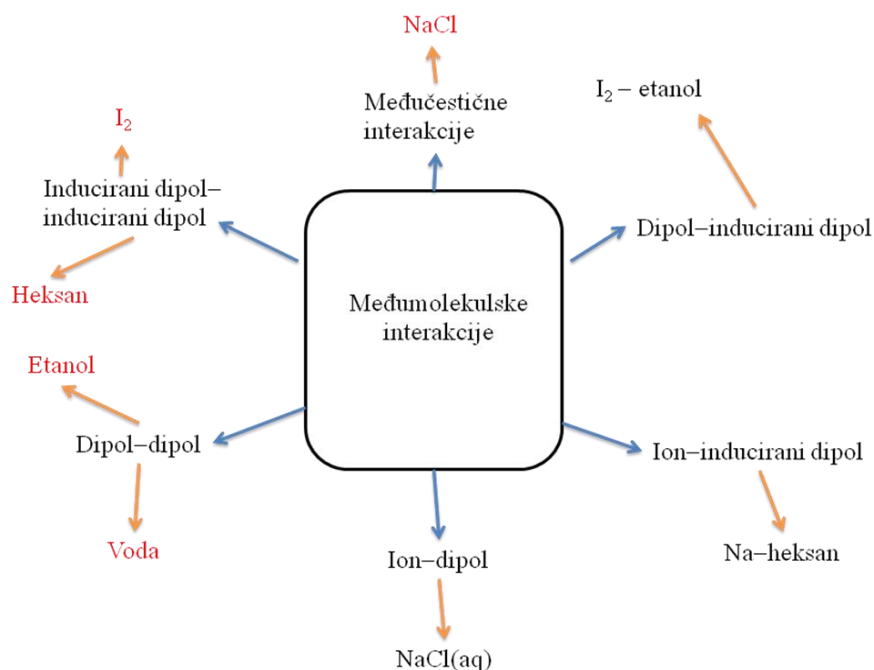 NaCl
Međučestične
interakcije
I₂ – etanol
I₂
Inducirani dipol–
inducirani dipol
Dipol–inducirani dipol
Heksan
Međumolekulske
interakcije
Etanol
Dipol–dipol
Ion–inducirani dipol
Voda
Ion–dipol
Na–heksan
NaCl(aq)